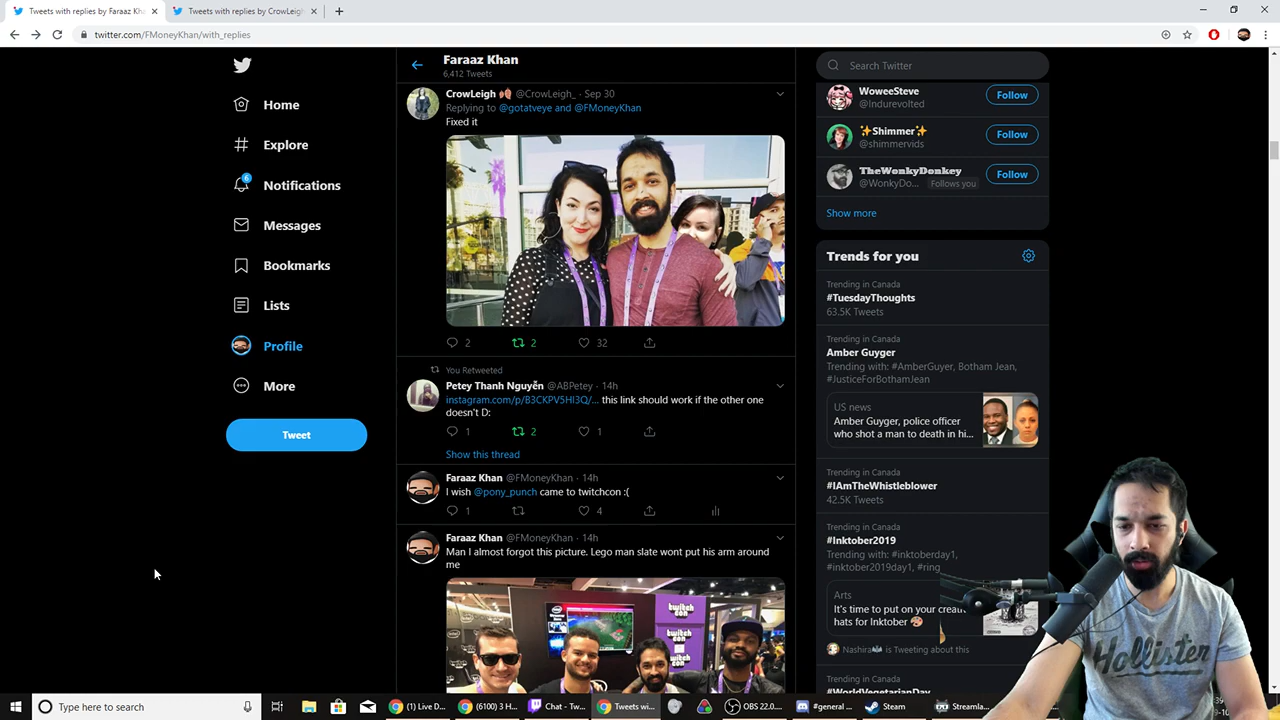 Tweets with replies by Faraaz Kh
Tweets with replies by CrowLeigh
twitter.com/FMoneyKhan/with_replies
Home
Explore
6
Notifications
Messages
Bookmarks
Lists
Profile
More
Tweet
Faraaz Khan
6,412 Tweets
CrowLeigh @CrowLeigh_ · Sep 30
Replying to @gotatveye and @FMoneyKhan
Fixed it
2 2 32
You Retweeted
Petey Thanh Nguyễn @ABPetey · 14h
instagram.com/p/B3CKPV5HI3Q/... this link should work if the other one
doesn't D:
1 2 1
Show this thread
Faraaz Khan @FMoneyKhan · 14h
I wish @pony_punch came to twitchcon :(
1 4
Faraaz Khan @FMoneyKhan · 14h
Man I almost forgot this picture. Lego man slate wont put his arm around
me
twitch
con
Search Twitter
WoweeSteve
@Indurevolted
Follow
✨Shimmer✨
@shimmervids
Follow
TheWonkyDonkey
@WonkyDo... Follows you
Follow
Show more
Trends for you
Trending in Canada
#TuesdayThoughts
63.5K Tweets
Trending in Canada
Amber Guyger
Trending with: #AmberGuyer, Botham Jean,
#JusticeForBothamJean
US news
Amber Guyger, police officer
who shot a man to death in hi...
Trending in Canada
#IAmTheWhistleblower
42.5K Tweets
Trending in Canada
#Inktober2019
Trending with: #inktoberday1,
#inktober2019day1, #ring
Arts
It's time to put on your creat
hats for Inktober
Nashira is Tweeting about this
Trending in Canada
#WorldVegetarianDay
Hollister
Type here to search
(1) Live D...
(6100) 3 H...
Chat - Tw...
Tweets wi...
OBS 22.0....
#general ...
Steam
Streamla...